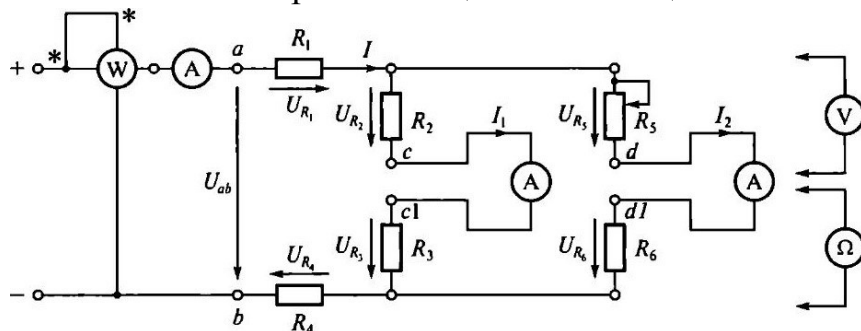 * *
+ W A a R₁ I
U_R₁ U_R₂ R₂ U_R₅ R₅ V
c I₁ d I₂
U_ab A A
c1 d1
U_R₄ U_R₃ R₃ U_R₆ R₆ Ω
− b R₄